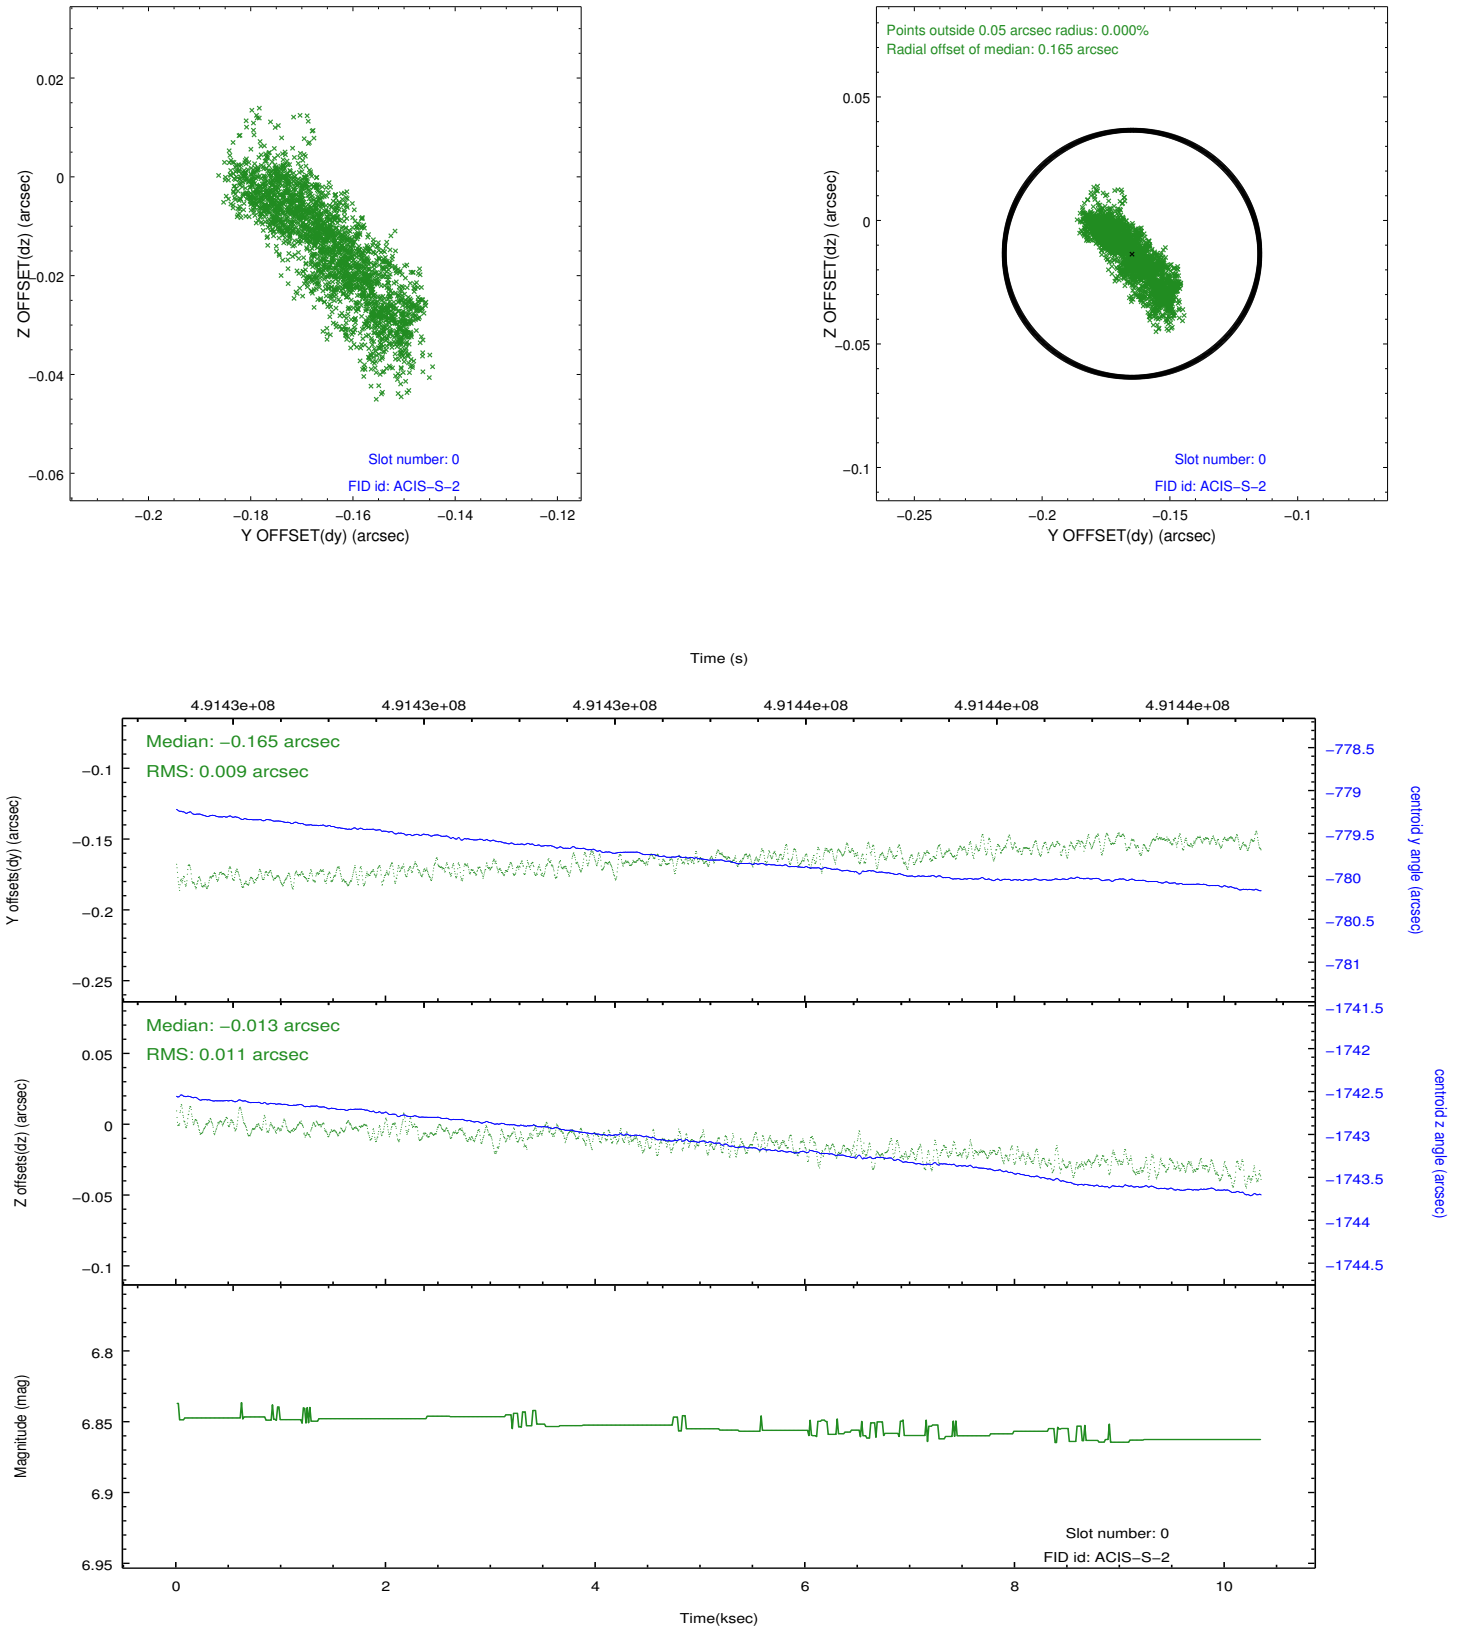 0.02
0
−0.02
−0.04
−0.06
Z OFFSET(dz) (arcsec)
Slot number: 0
FID id: ACIS−S−2
−0.2
−0.18
−0.16
−0.14
−0.12
Y OFFSET(dy) (arcsec)
Points outside 0.05 arcsec radius: 0.000%
Radial offset of median: 0.165 arcsec
0.05
0
−0.05
−0.1
Z OFFSET(dz) (arcsec)
Slot number: 0
FID id: ACIS−S−2
−0.25
−0.2
−0.15
−0.1
Y OFFSET(dy) (arcsec)
Time (s)
4.9143e+08
4.9143e+08
4.9143e+08
4.9144e+08
4.9144e+08
4.9144e+08
Median: −0.165 arcsec
RMS: 0.009 arcsec
−0.1
−0.15
−0.2
−0.25
Y offsets(dy) (arcsec)
−778.5
−779
−779.5
−780
−780.5
−781
centroid y angle (arcsec)
Median: −0.013 arcsec
RMS: 0.011 arcsec
0.05
0
−0.05
−0.1
Z offsets(dz) (arcsec)
−1741.5
−1742
−1742.5
−1743
−1743.5
−1744
−1744.5
centroid z angle (arcsec)
6.8
6.85
6.9
6.95
Magnitude (mag)
Slot number: 0
FID id: ACIS−S−2
0
2
4
6
8
10
Time(ksec)